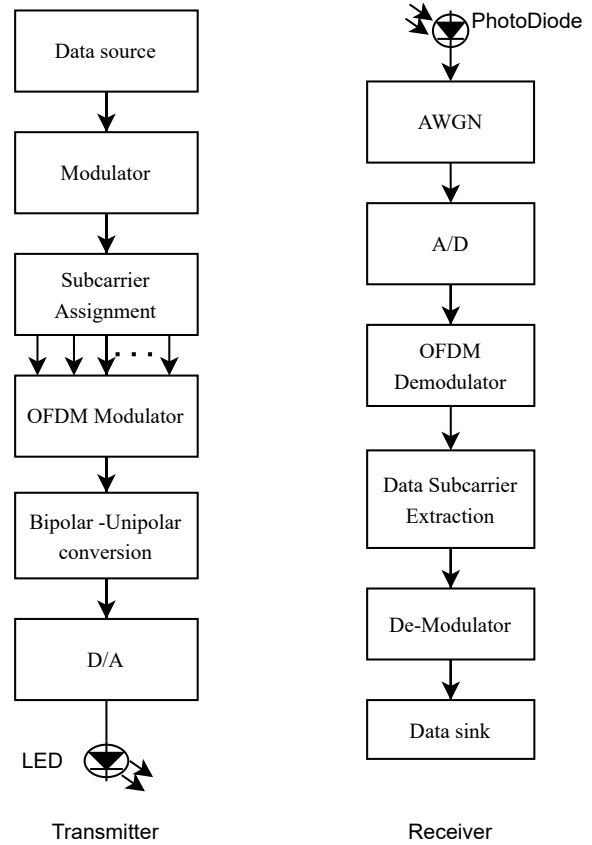 Data source
Modulator
Subcarrier
Assignment
OFDM Modulator
Bipolar -Unipolar
conversion
D/A
LED
Transmitter
PhotoDiode
AWGN
A/D
OFDM
Demodulator
Data Subcarrier
Extraction
De-Modulator
Data sink
Receiver